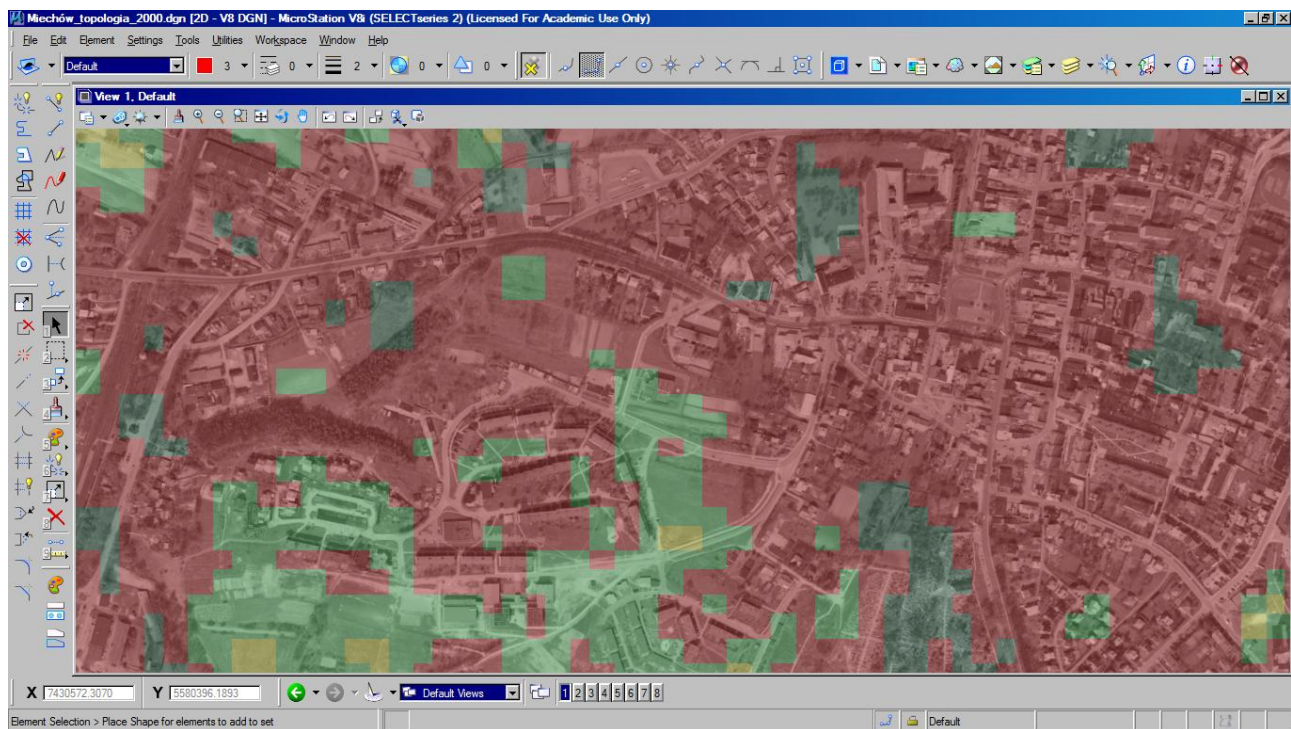 Miechów_topologia_2000.dgn [2D - V8 DGN] - MicroStation V8i (SELECTseries 2) (Licensed For Academic Use Only)
File Edit Element Settings Tools Utilities Workspace Window Help
Default 3 0 2 0 0
View 1, Default
1
2
3
4
5
6
7
8
9
X 7430572.3070 Y 5580396.1893 Default Views 1 2 3 4 5 6 7 8
Element Selection > Place Shape for elements to add to set Default